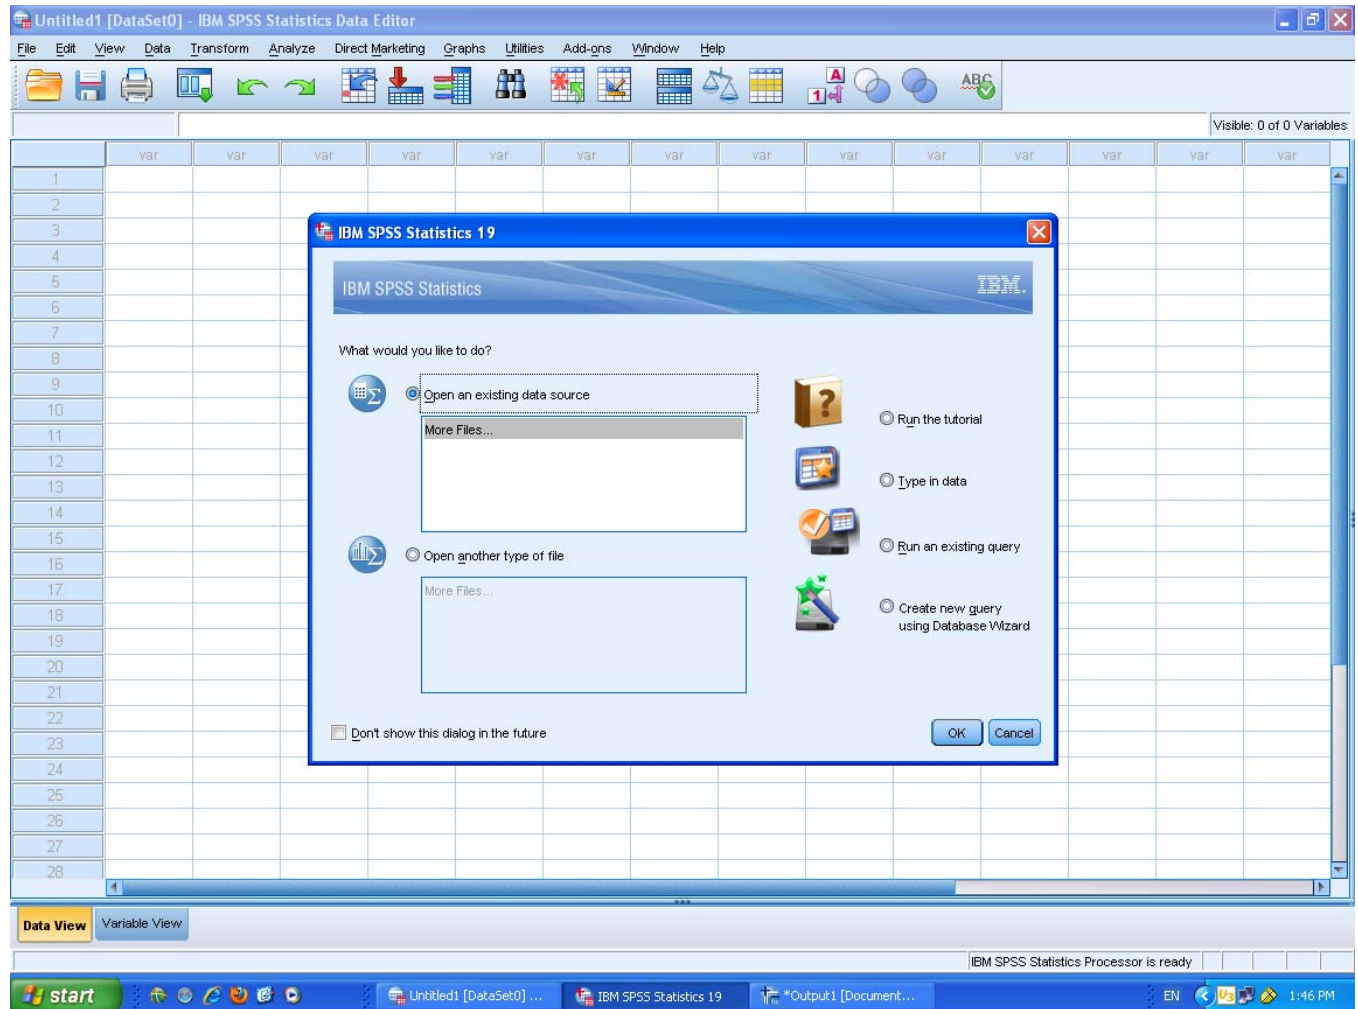 Untitled1 [DataSet0] - IBM SPSS Statistics Data Editor
File Edit View Data Transform Analyze Direct Marketing Graphs Utilities Add-ons Window Help
A
1
ABC
Visible: 0 of 0 Variables
var var var var var var var var var var var var var var
1
2
3
4
5
6
7
8
9
10
11
12
13
14
15
16
17
18
19
20
21
22
23
24
25
26
27
28
IBM SPSS Statistics 19
IBM SPSS Statistics
IBM.
What would you like to do?
Open an existing data source
More Files...
Open another type of file
More Files...
Run the tutorial
Type in data
Run an existing query
Create new query
using Database Wizard
Don't show this dialog in the future
OK Cancel
Data View Variable View
IBM SPSS Statistics Processor is ready
start Untitled1 [DataSet0] ... IBM SPSS Statistics 19 *Output1 [Document... EN 1:46 PM